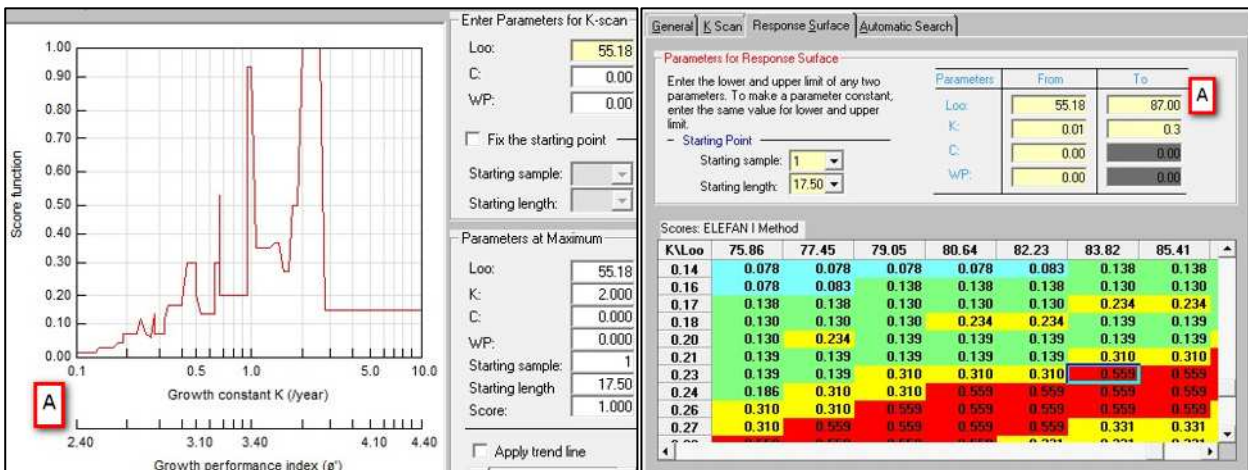 1.00
0.90
0.80
0.70
0.60
0.50
0.40
0.30
0.20
0.10
0.00
Score function
0.1 0.5 1.0 5.0 10.0
Growth constant K (/year)
A
2.40 3.10 3.40 4.10 4.40
Growth performance index (ø')
Enter Parameters for K-scan
Loo: 55.18
C: 0.00
WP: 0.00
Fix the starting point
Starting sample:
Starting length:
Parameters at Maximum
Loo: 55.18
K: 2.000
C: 0.000
WP: 0.000
Starting sample: 1
Starting length 17.50
Score: 1.000
Apply trend line
General K Scan Response Surface Automatic Search
Parameters for Response Surface
Enter the lower and upper limit of any two
parameters. To make a parameter constant,
enter the same value for lower and upper
limit.
Starting Point
Starting sample: 1
Starting length: 17.50
Parameters From To
Loo: 55.18 87.00
K: 0.01 0.3
C: 0.00 0.00
WP: 0.00 0.00
A
Scores: ELEFAN I Method
K\Loo 75.86 77.45 79.05 80.64 82.23 83.82 85.41
0.14 0.078 0.078 0.078 0.078 0.083 0.138 0.138
0.16 0.078 0.083 0.138 0.138 0.138 0.138 0.138
0.17 0.138 0.138 0.130 0.130 0.130 0.234 0.234
0.18 0.130 0.130 0.130 0.234 0.234 0.139 0.139
0.20 0.130 0.234 0.139 0.139 0.139 0.139 0.139
0.21 0.139 0.139 0.139 0.139 0.139 0.310 0.310
0.23 0.139 0.139 0.310 0.310 0.310 0.559 0.559
0.24 0.186 0.310 0.310 0.559 0.559 0.559 0.559
0.26 0.310 0.310 0.559 0.559 0.559 0.559 0.559
0.27 0.310 0.559 0.559 0.559 0.559 0.331 0.331